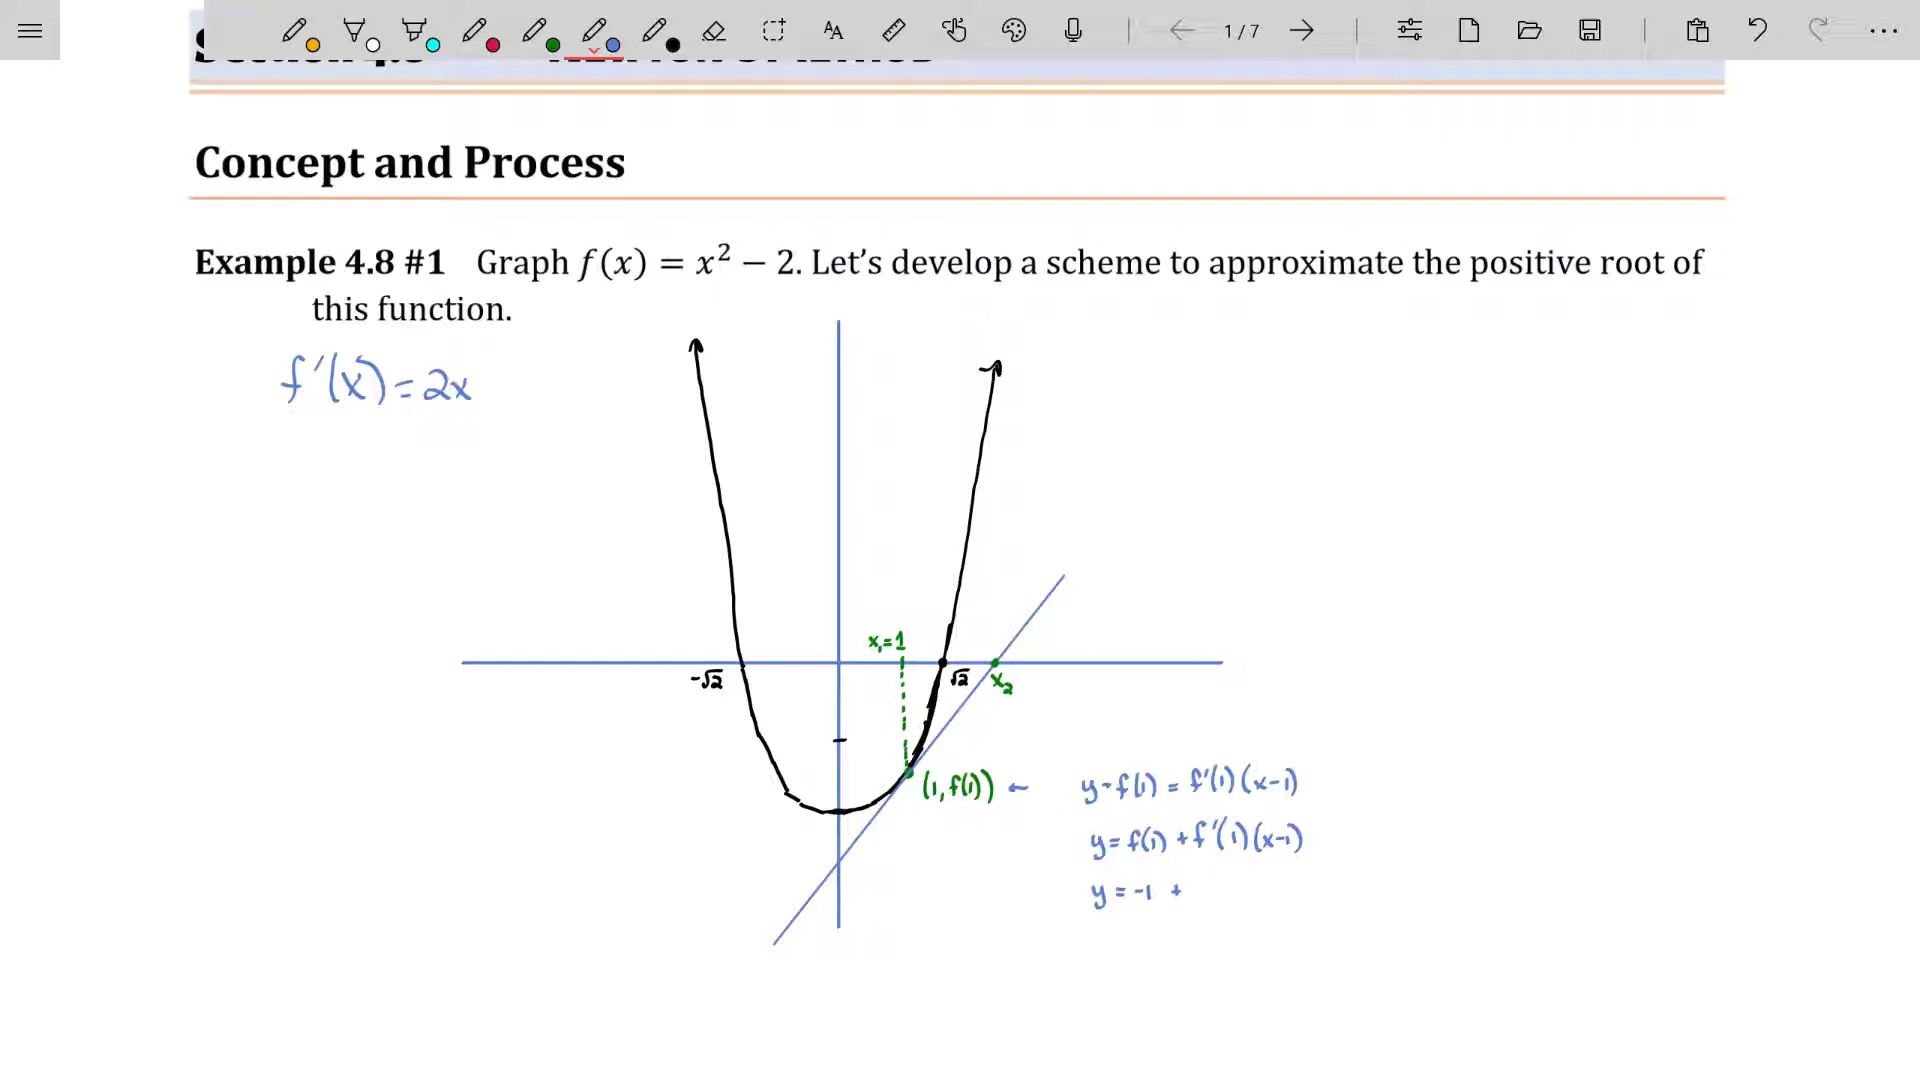 1 / 7
Concept and Process
Example 4.8 #1 Graph f(x) = x² − 2. Let's develop a scheme to approximate the positive root of
this function.
f'(x) = 2x
x₁=1
-√2
√2
x₂
(1, f(1)) ←
y - f(1) = f'(1)(x-1)
y = f(1) + f'(1)(x-1)
y = -1 +